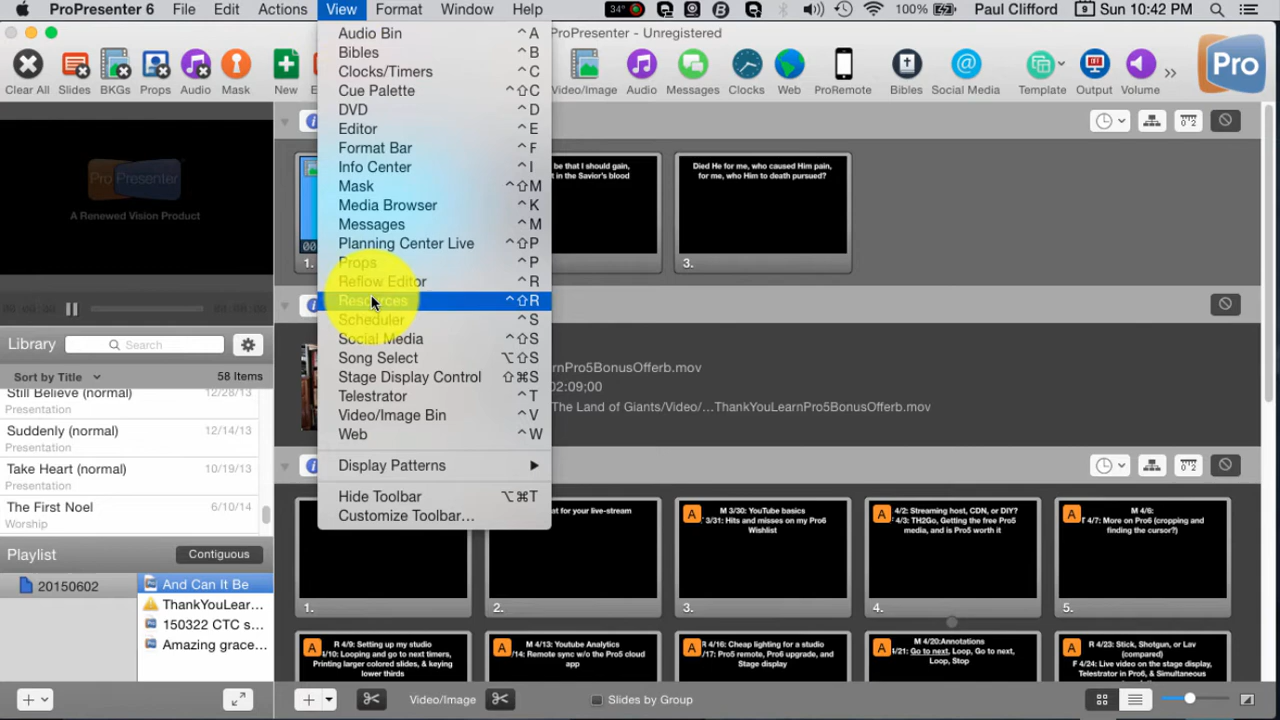 ProPresenter 6 File Edit Actions View Format Window Help 34° 100% Paul Clifford 9 Sun 10:42 PM
ProPresenter - Unregistered
Clear All Slides BKGs Props Audio Mask New Video/Image Audio Messages Clocks Web ProRemote Bibles Social Media Template Output Volume
Pro
Audio Bin ^A
Bibles ^B
Clocks/Timers ^C
Cue Palette ^⇧C
DVD ^D
Editor ^E
Format Bar ^F
Info Center ^I
Mask ^⇧M
Media Browser ^K
Messages ^M
Planning Center Live ^⇧P
Props ^P
Reflow Editor ^R
Resources ^⇧R
Scheduler ^S
Social Media ^⇧S
Song Select ⌥⇧S
Stage Display Control ⇧⌘S
Telestrator ^T
Video/Image Bin ^V
Web ^W
Display Patterns
Hide Toolbar ⌥⌘T
Customize Toolbar...
Pro Presenter
A Renewed Vision Product
Library Search
Sort by Title 58 Items
Still Believe (normal)
Presentation 12/28/13
Suddenly (normal) 12/14/13
Presentation
Take Heart (normal) 10/19/13
Presentation
The First Noel 6/10/14
Worship
Playlist Contiguous
20150602
And Can It Be
ThankYouLear...
150322 CTC s...
Amazing grace...
be that I should gain,
t in the Savior's blood
Died He for me, who caused Him pain,
for me, who Him to death pursued?
1.
3.
rnPro5BonusOfferb.mov
02:09;00
The Land of Giants/Video/...ThankYouLearnPro5BonusOfferb.mov
at for your live-stream
A M 3/30: YouTube basics
T 3/31: Hits and misses on my Pro6
Wishlist
A 4/2: Streaming host, CDN, or DIY?
F 4/3: TH2Go, Getting the free Pro5
media, and is Pro5 worth it
A M 4/6:
T 4/7: More on Pro6 (cropping and
finding the cursor?)
1. 2. 3. 4. 5.
A R 4/9: Setting up my studio
4/10: Looping and go to next timers,
Printing larger colored slides, & keying
lower thirds
A M 4/13: Youtube Analytics
4/14: Remote sync w/o the Pro5 cloud
app
A R 4/16: Cheap lighting for a studio
4/17: Pro5 remote, Pro6 upgrade, and
Stage display
A M 4/20:Annotations
4/21: Go to next, Loop, Go to next,
Loop, Stop
A R 4/23: Stick, Shotgun, or Lav
(compared)
F 4/24: Live video on the stage display,
Telestrator in Pro6, & Simultaneous
Video/Image Slides by Group